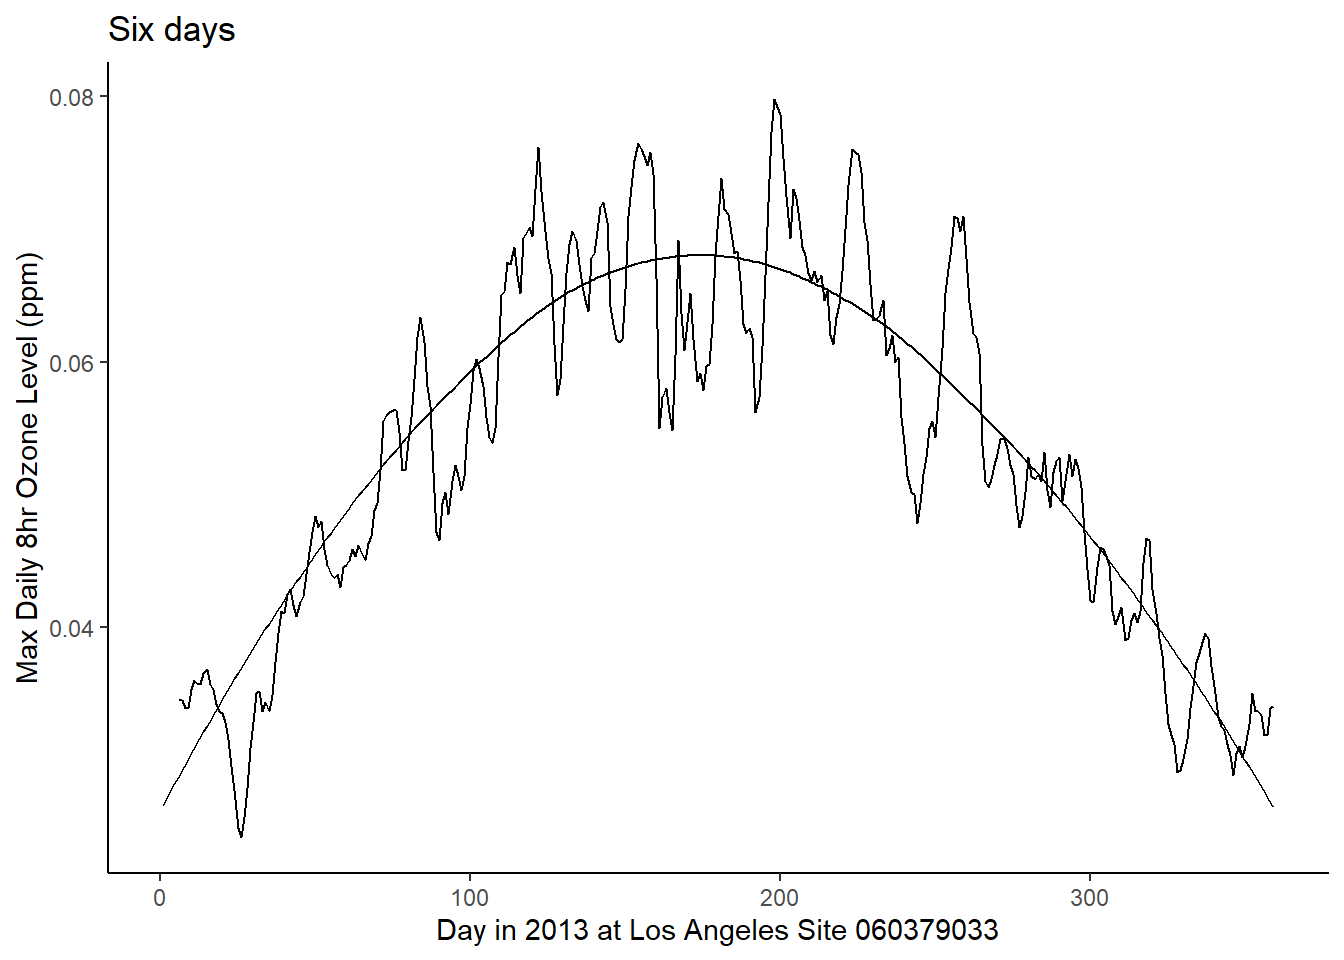 Six days
Max Daily 8hr Ozone Level (ppm)
0.08
0.06
0.04
0
100
200
300
Day in 2013 at Los Angeles Site 060379033